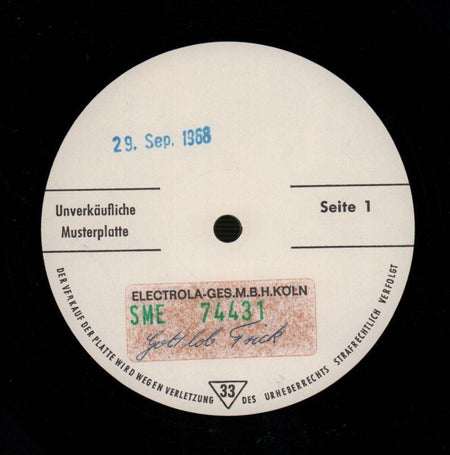 29. Sep. 1968
Unverkäufliche
Musterplatte
Seite 1
ELECTROLA-GES.M.B.H.KÖLN
SME 74431
Gottlob Frick
DER VERKAUF DER PLATTE WIRD WEGEN VERLETZUNG 33 DES URHEBERRECHTS STRAFRECHTLICH VERFOLGT